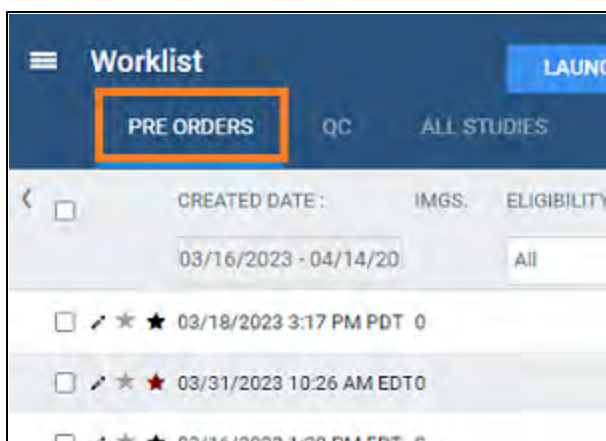 Worklist
LAUNC
PRE ORDERS QC ALL STUDIES
CREATED DATE : IMGS. ELIGIBILITY
03/16/2023 - 04/14/20 All
03/18/2023 3:17 PM PDT 0
03/31/2023 10:26 AM EDT0